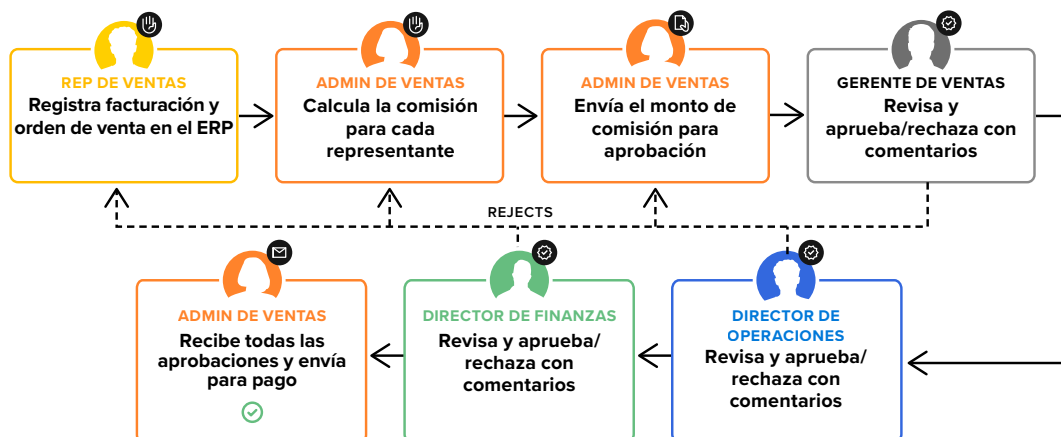 REP DE VENTAS
Registra facturación y
orden de venta en el ERP
ADMIN DE VENTAS
Calcula la comisión
para cada
representante
ADMIN DE VENTAS
Envía el monto de
comisión para
aprobación
GERENTE DE VENTAS
Revisa y
aprueba/rechaza con
comentarios
REJECTS
ADMIN DE VENTAS
Recibe todas las
aprobaciones y envía
para pago
DIRECTOR DE FINANZAS
Revisa y aprueba/
rechaza con
comentarios
DIRECTOR DE
OPERACIONES
Revisa y aprueba/
rechaza con
comentarios